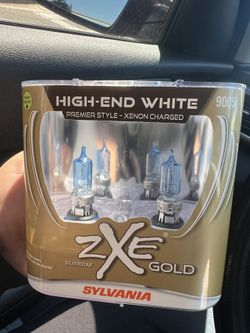 HIGH-END WHITE
9005
PREMIER STYLE - XENON CHARGED
SILVERSTAR
ZXE
GOLD
SYLVANIA